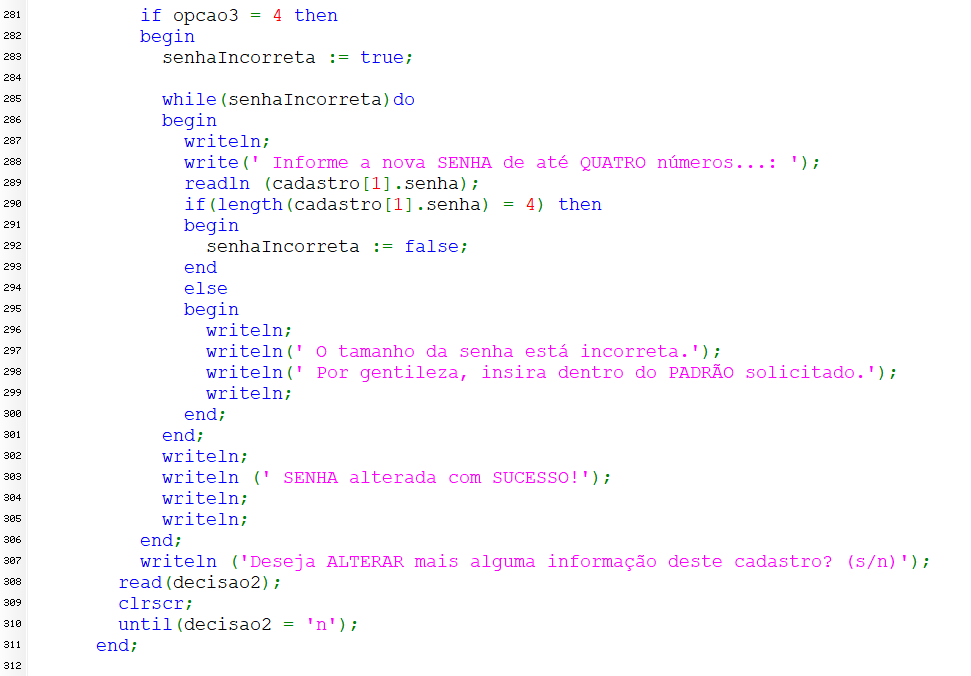 281 if opcao3 = 4 then
282 begin
283 senhaIncorreta := true;
284
285 while(senhaIncorreta)do
286 begin
287 writeln;
288 write(' Informe a nova SENHA de até QUATRO números...: ');
289 readln (cadastro[1].senha);
290 if(length(cadastro[1].senha) = 4) then
291 begin
292 senhaIncorreta := false;
293 end
294 else
295 begin
296 writeln;
297 writeln(' O tamanho da senha está incorreta.');
298 writeln(' Por gentileza, insira dentro do PADRÃO solicitado.');
299 writeln;
300 end;
301 end;
302 writeln;
303 writeln (' SENHA alterada com SUCESSO!');
304 writeln;
305 writeln;
306 end;
307 writeln ('Deseja ALTERAR mais alguma informação deste cadastro? (s/n)');
308 read(decisao2);
309 clrscr;
310 until(decisao2 = 'n');
311 end;
312